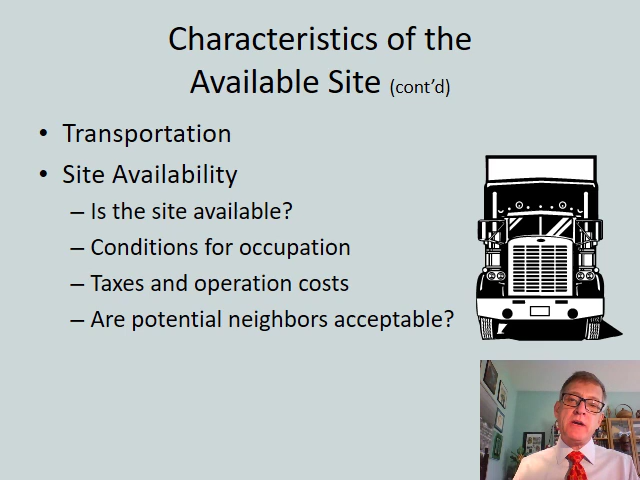 Characteristics of the
Available Site (cont'd)
• Transportation
• Site Availability
– Is the site available?
– Conditions for occupation
– Taxes and operation costs
– Are potential neighbors acceptable?